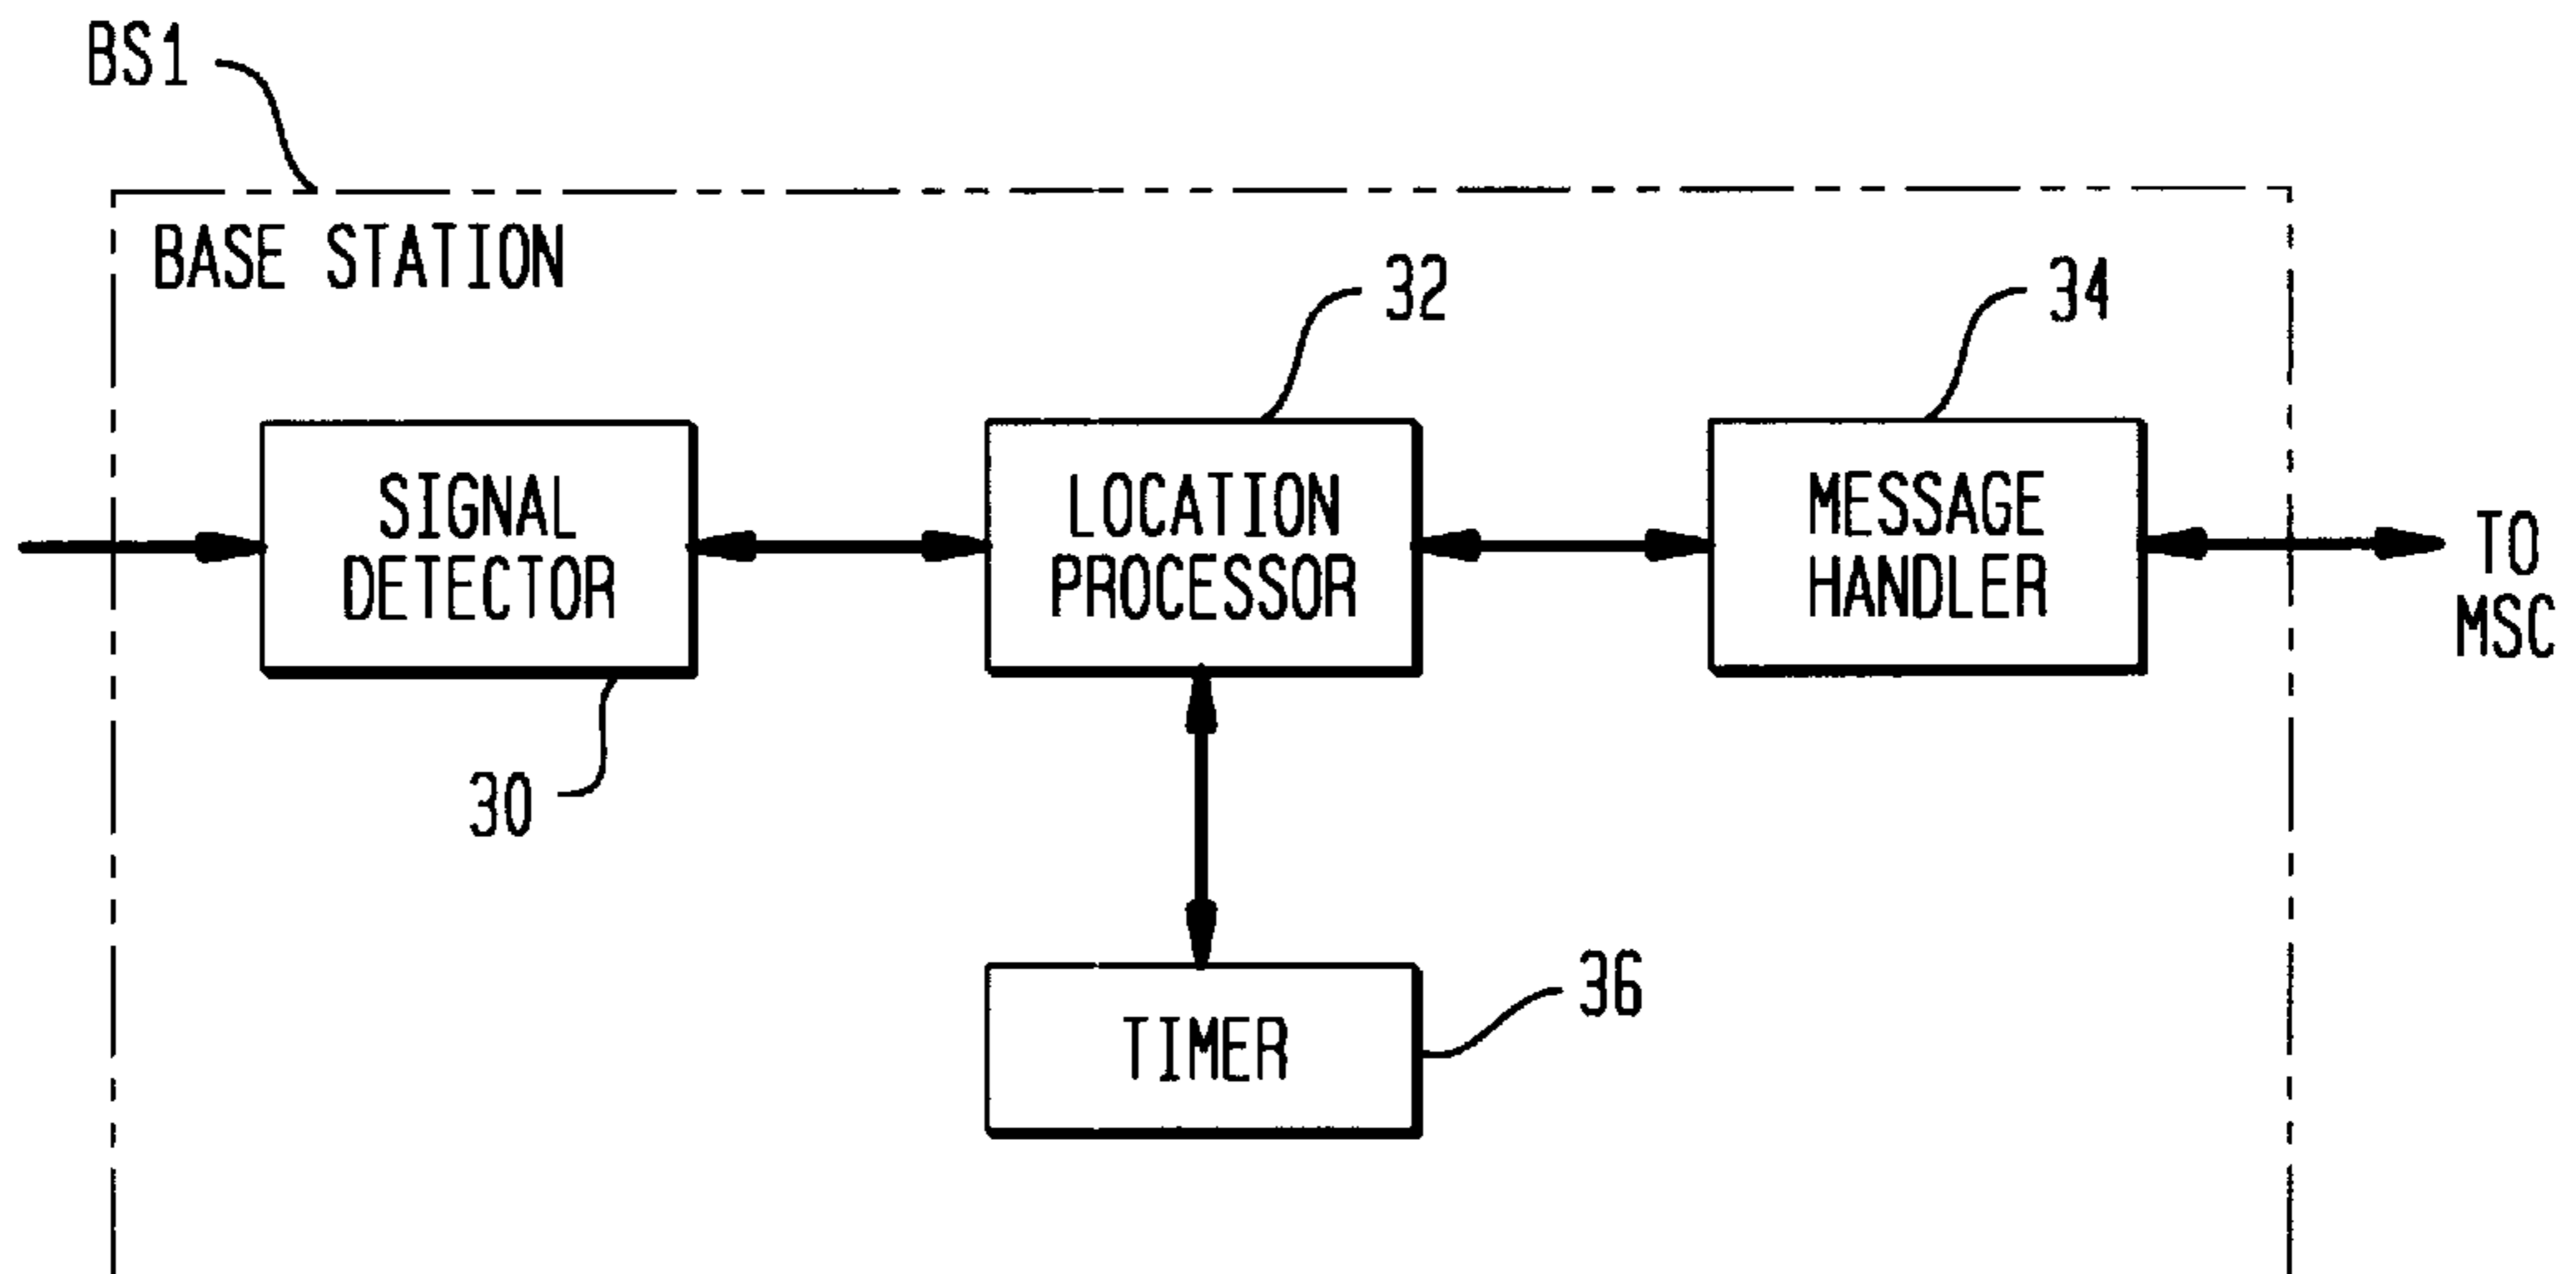 BS1
BASE STATION
32
34
SIGNAL
DETECTOR
LOCATION
PROCESSOR
MESSAGE
HANDLER
TO
MSC
30
36
TIMER